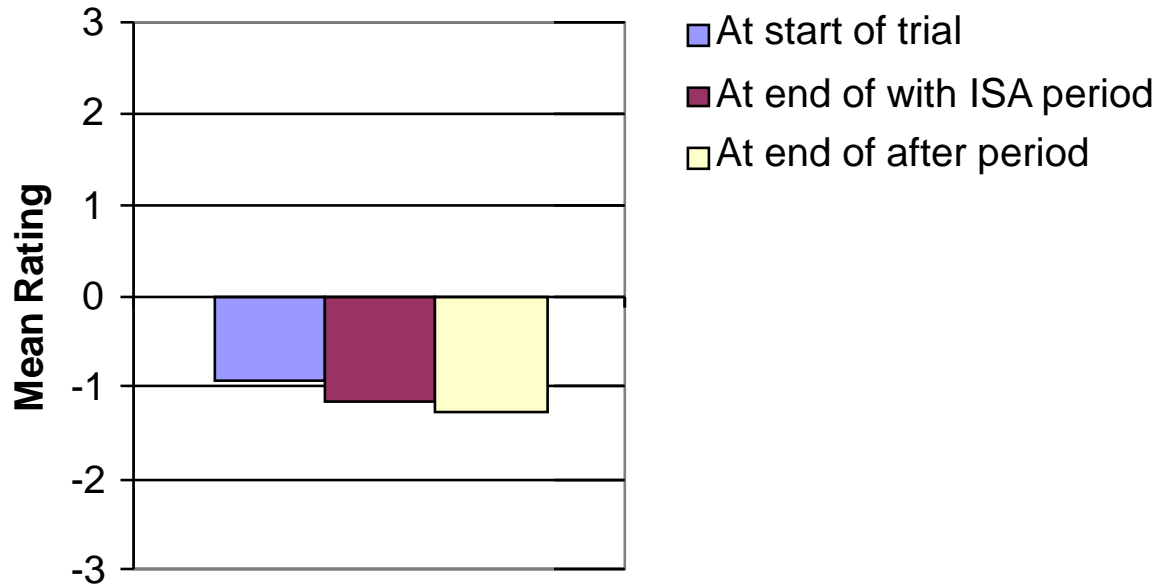 3
2
1
0
-1
-2
-3
Mean Rating
At start of trial
At end of with ISA period
At end of after period